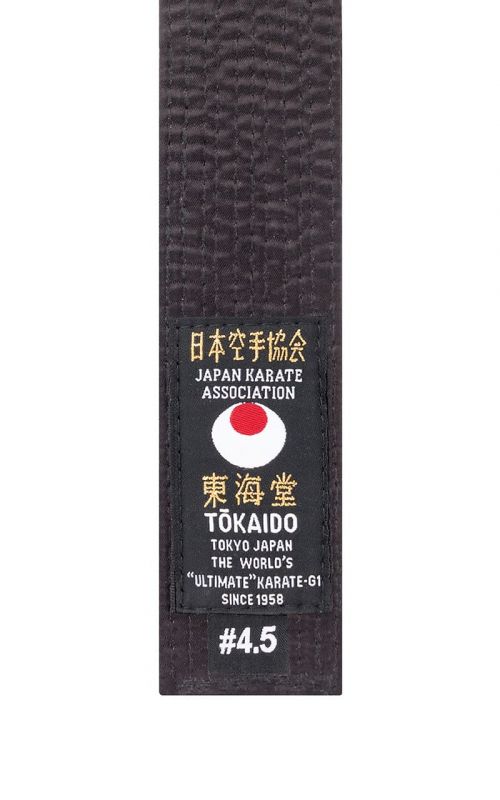 日本空手協会
JAPAN KARATE
ASSOCIATION
東海堂
TŌKAIDO
TOKYO JAPAN
THE WORLD'S
"ULTIMATE" KARATE-GI
SINCE 1958
#4.5